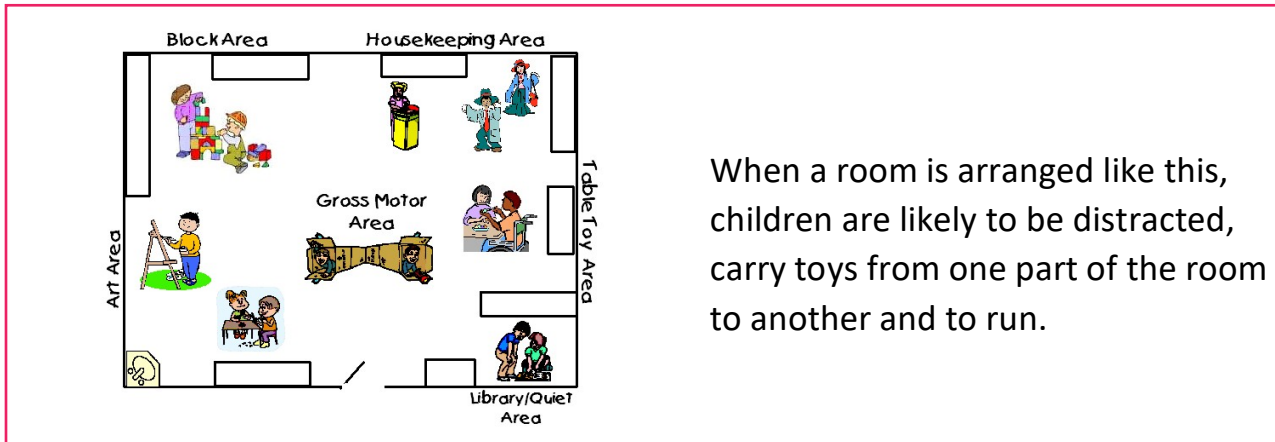 Block Area
Housekeeping Area
Gross Motor
Area
Table Toy Area
Art Area
Library/Quiet
Area
When a room is arranged like this,
children are likely to be distracted,
carry toys from one part of the room
to another and to run.